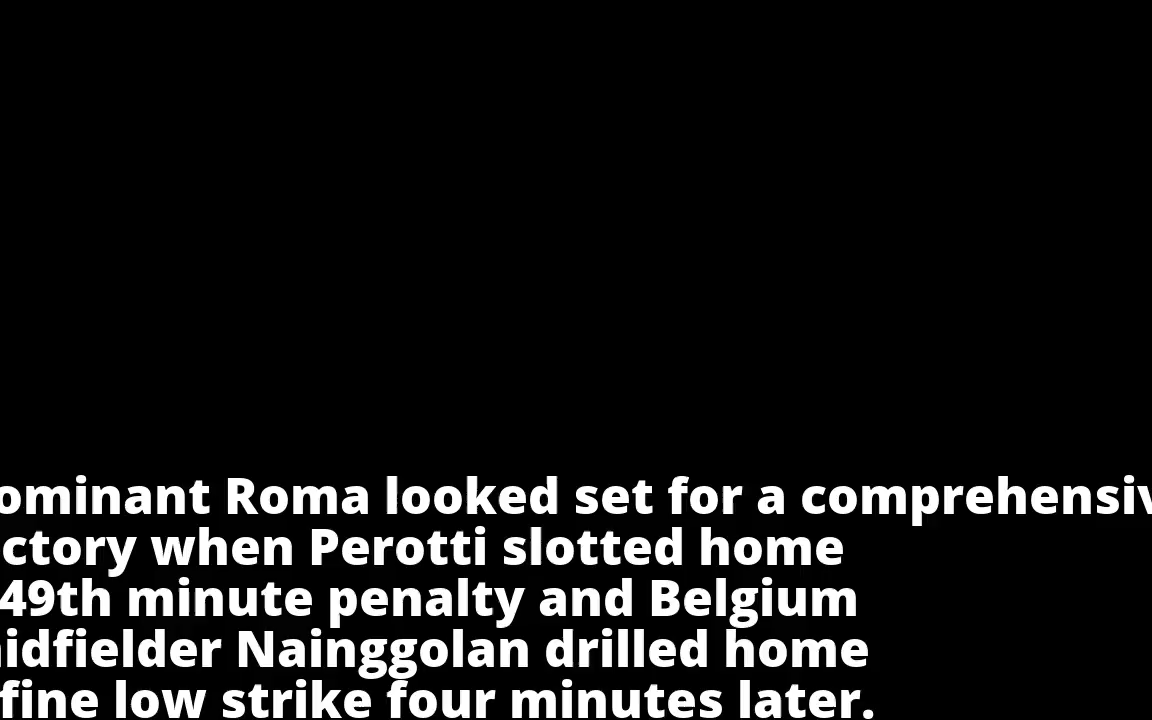 ominant Roma looked set for a comprehensiv
ctory when Perotti slotted home
49th minute penalty and Belgium
idfielder Nainggolan drilled home
fine low strike four minutes later.